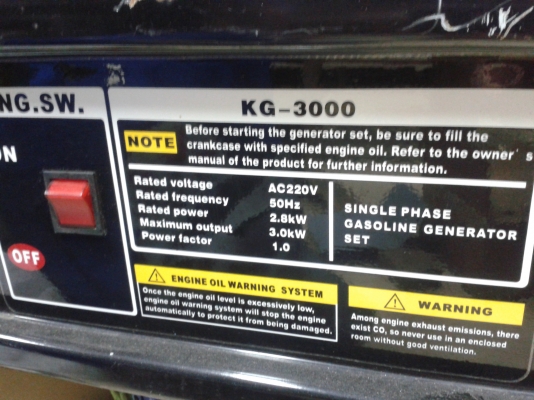 NG.SW.
ON
OFF
KG-3000
NOTE
Before starting the generator set, be sure to fill the
crankcase with specified engine oil. Refer to the owner's
manual of the product for further information.
Rated voltage AC220V
Rated frequency 50Hz
Rated power 2.8kW
Maximum output 3.0kW
Power factor 1.0
SINGLE PHASE
GASOLINE GENERATOR
SET
ENGINE OIL WARNING SYSTEM
Once the engine oil level is excessively low,
engine oil warning system will stop the engine
automatically to protect it from being damaged.
WARNING
Among engine exhaust emissions, there
exist CO, so never use in an enclosed
room without good ventilation.